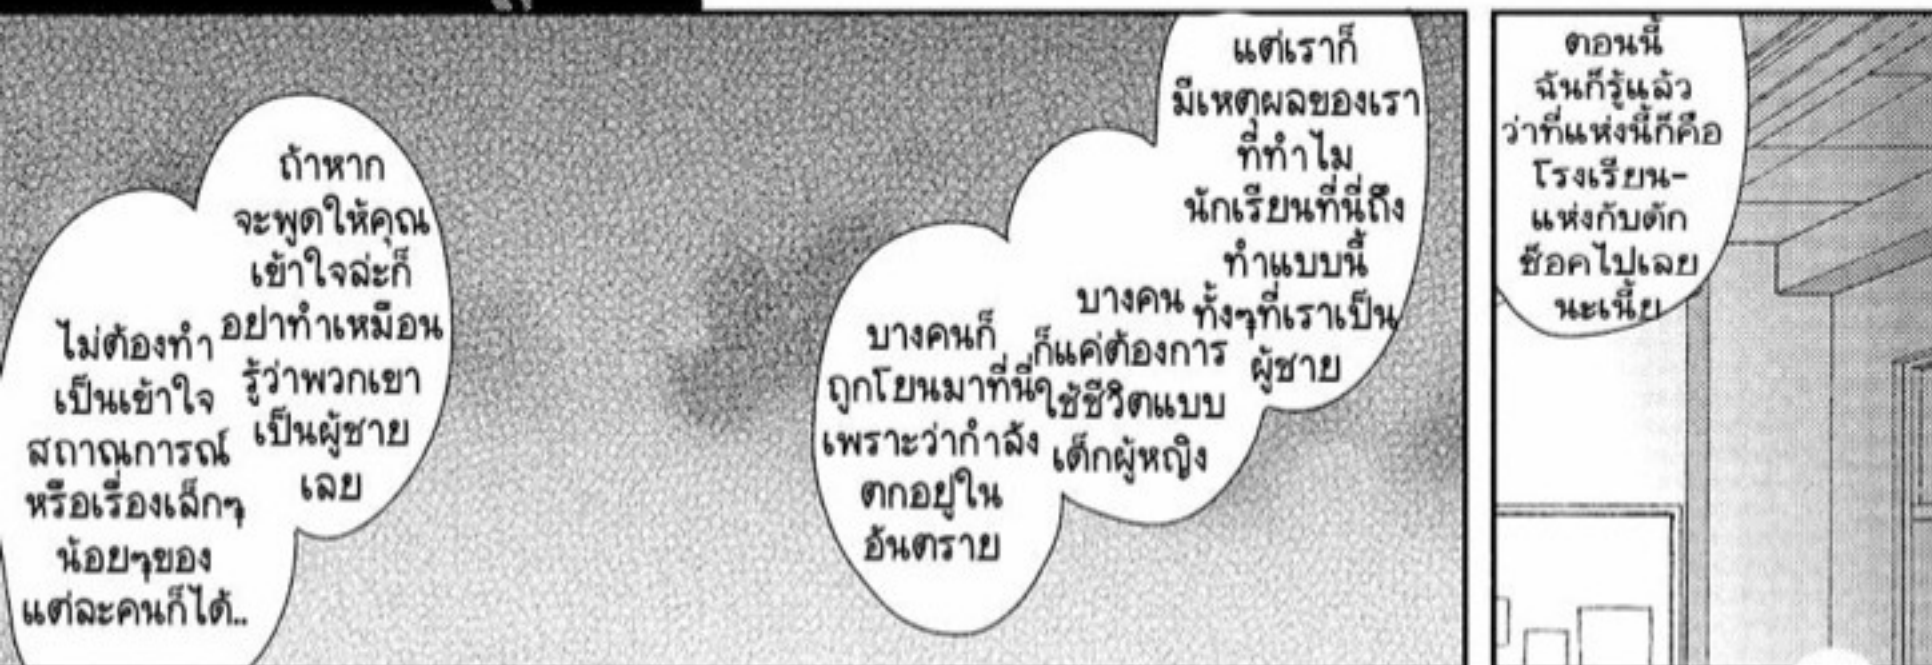 ตอนนี้
ฉันก็รู้แล้ว
ว่าที่แห่งนี้ก็คือ
โรงเรียน-
แห่งกับดัก
ช็อคไปเลย
นะเนี้ย
แต่เราก็
มีเหตุผลของเรา
ที่ทำไม
นักเรียนที่นี่ถึง
ทำแบบนี้
ทั้งๆที่เราเป็น
ผู้ชาย
บางคน
ก็แค่ต้องการ
ใช้ชีวิตแบบ
เด็กผู้หญิง
บางคนก็
ถูกโยนมาที่นี่
เพราะว่ากำลัง
ตกอยู่ใน
อันตราย
ถ้าหาก
จะพูดให้คุณ
เข้าใจล่ะก็
อย่าทำเหมือน
รู้ว่าพวกเขา
เป็นผู้ชาย
เลย
ไม่ต้องทำ
เป็นเข้าใจ
สถาณการณ์
หรือเรื่องเล็กๆ
น้อยๆของ
แต่ละคนก็ได้..